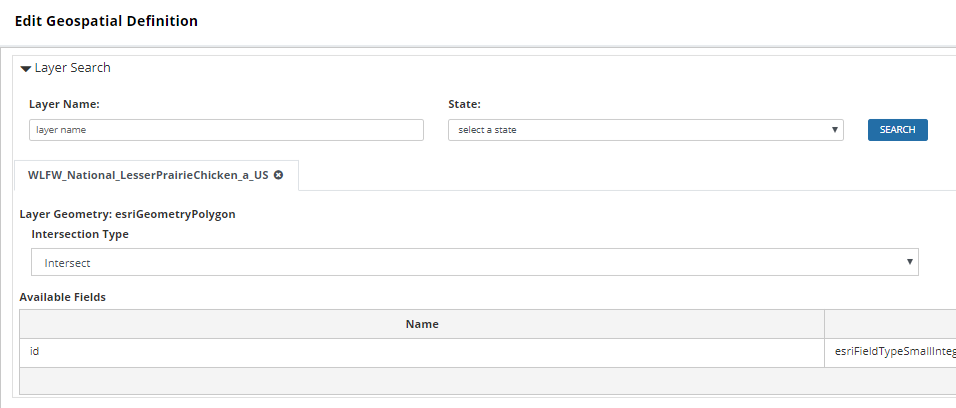 Edit Geospatial Definition
Layer Search
Layer Name: State:
layer name select a state SEARCH
WLFW_National_LesserPrairieChicken_a_US
Layer Geometry: esriGeometryPolygon
Intersection Type
Intersect
Available Fields
Name
id esriFieldTypeSmallInteg